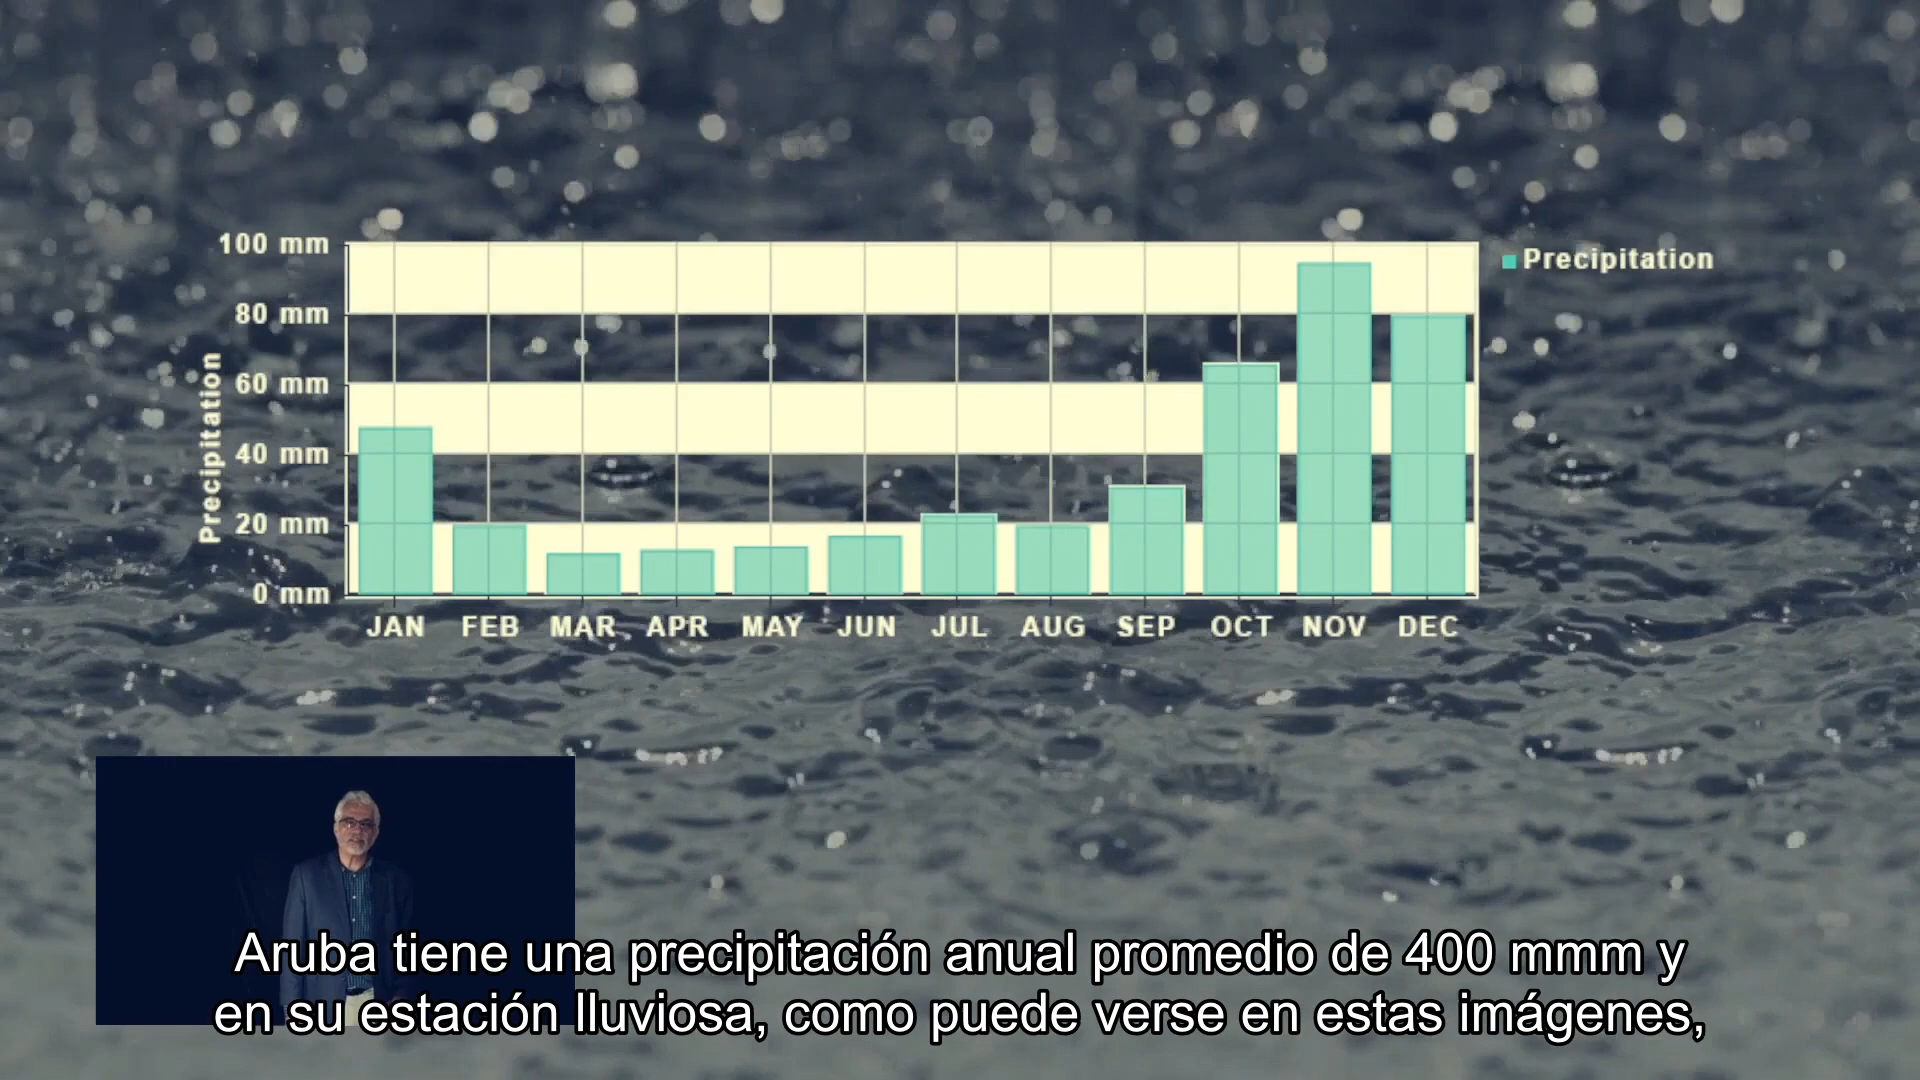 100 mm
80 mm
60 mm
40 mm
20 mm
0 mm
Precipitation
Precipitation
JAN FEB MAR APR MAY JUN JUL AUG SEP OCT NOV DEC
Aruba tiene una precipitación anual promedio de 400 mmm y
en su estación lluviosa, como puede verse en estas imágenes,